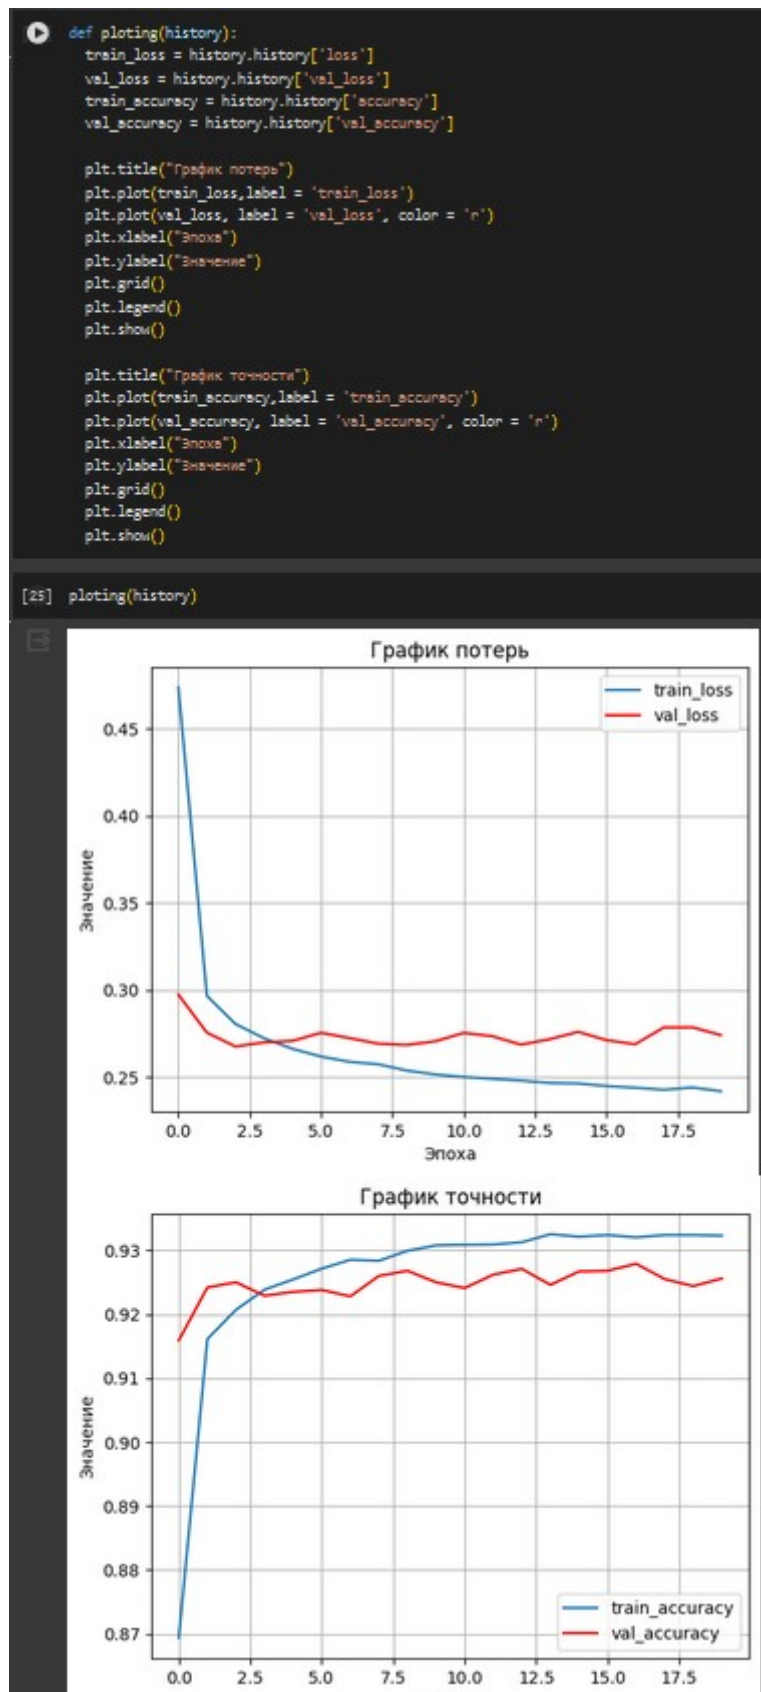 def ploting(history):
train_loss = history.history['loss']
val_loss = history.history['val_loss']
train_accuracy = history.history['accuracy']
val_accuracy = history.history['val_accuracy']
plt.title("График потерь")
plt.plot(train_loss,label = 'train_loss')
plt.plot(val_loss, label = 'val_loss', color = 'r')
plt.xlabel("Эпоха")
plt.ylabel("Значение")
plt.grid()
plt.legend()
plt.show()
plt.title("График точности")
plt.plot(train_accuracy,label = 'train_accuracy')
plt.plot(val_accuracy, label = 'val_accuracy', color = 'r')
plt.xlabel("Эпоха")
plt.ylabel("Значение")
plt.grid()
plt.legend()
plt.show()
[25] ploting(history)
График потерь
train_loss
val_loss
0.45
0.40
0.35
0.30
0.25
Значение
0.0 2.5 5.0 7.5 10.0 12.5 15.0 17.5
Эпоха
График точности
0.93
0.92
0.91
0.90
0.89
0.88
0.87
Значение
train_accuracy
val_accuracy
0.0 2.5 5.0 7.5 10.0 12.5 15.0 17.5